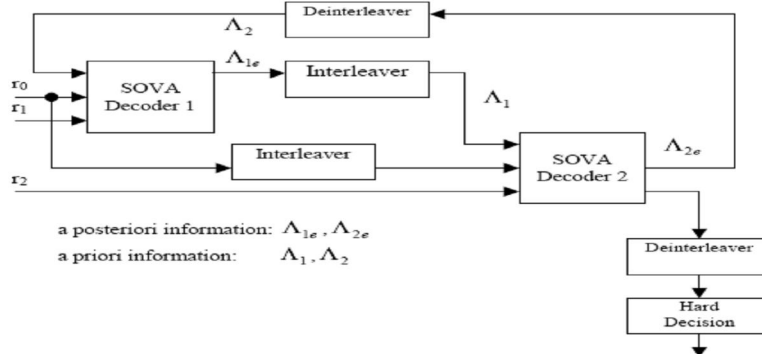 Deinterleaver
Λ₂
Λ₁ₑ
Interleaver
SOVA
Decoder 1
r₀
r₁
Λ₁
Interleaver
SOVA
Decoder 2
Λ₂ₑ
r₂
a posteriori information: Λ₁ₑ, Λ₂ₑ
a priori information: Λ₁, Λ₂
Deinterleaver
Hard
Decision